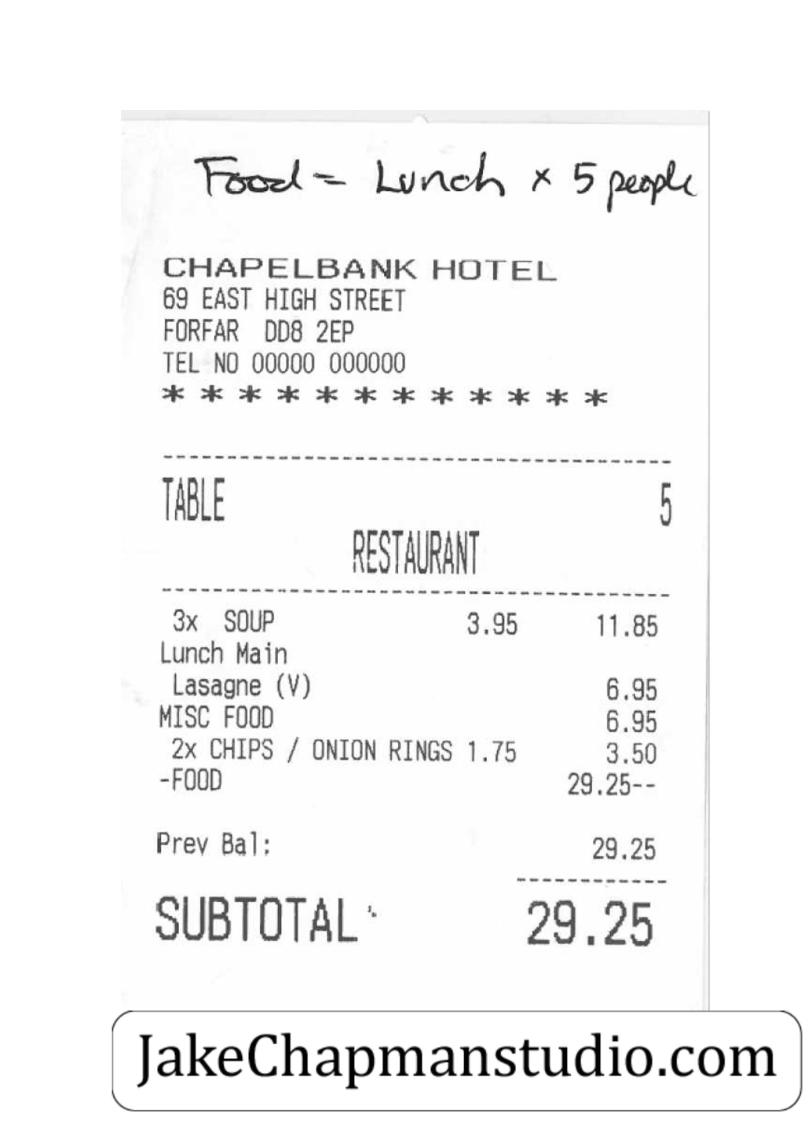 Food = Lunch × 5 people
CHAPELBANK HOTEL
69 EAST HIGH STREET
FORFAR DD8 2EP
TEL NO 00000 000000
* * * * * * * * * * * *
TABLE 5
RESTAURANT
3x SOUP 3.95 11.85
Lunch Main
Lasagne (V) 6.95
MISC FOOD 6.95
2x CHIPS / ONION RINGS 1.75 3.50
-FOOD 29.25--
Prev Bal: 29.25
SUBTOTAL 29.25
JakeChapmanstudio.com